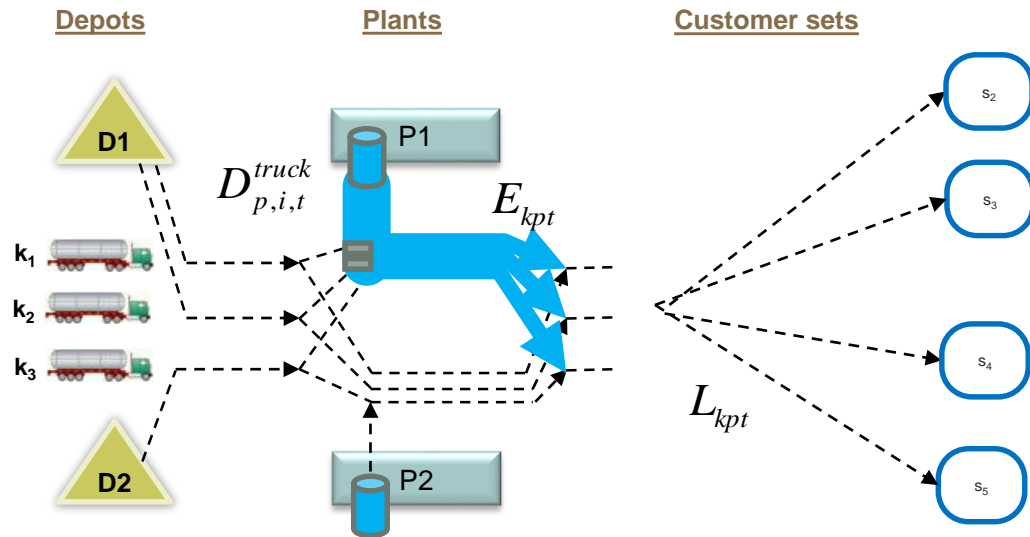 Depots
Plants
Customer sets
D1
P1
s2
D^{truck}_{p,i,t}
E_{kpt}
s3
k1
k2
k3
s4
L_{kpt}
D2
P2
s5